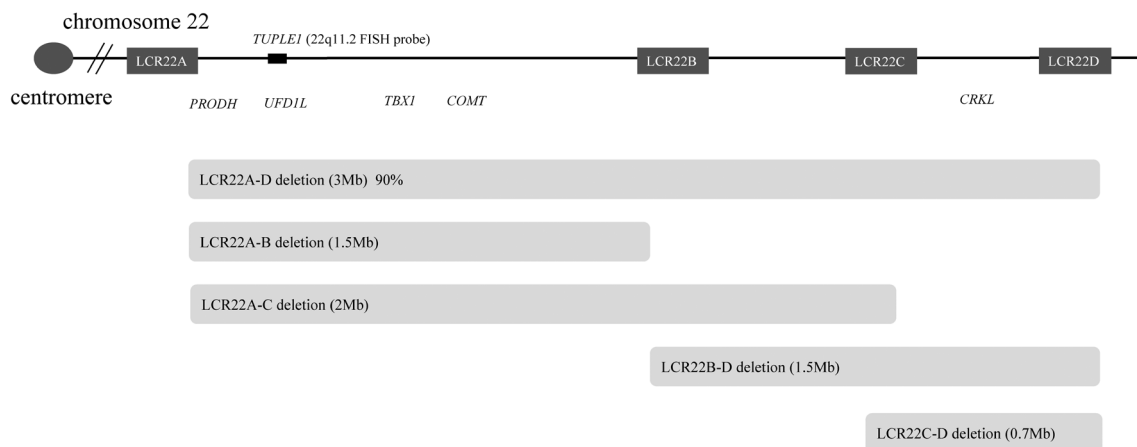 chromosome 22
TUPLE1 (22q11.2 FISH probe)
LCR22A
LCR22B
LCR22C
LCR22D
centromere
PRODH
UFD1L
TBX1
COMT
CRKL
LCR22A-D deletion (3Mb) 90%
LCR22A-B deletion (1.5Mb)
LCR22A-C deletion (2Mb)
LCR22B-D deletion (1.5Mb)
LCR22C-D deletion (0.7Mb)